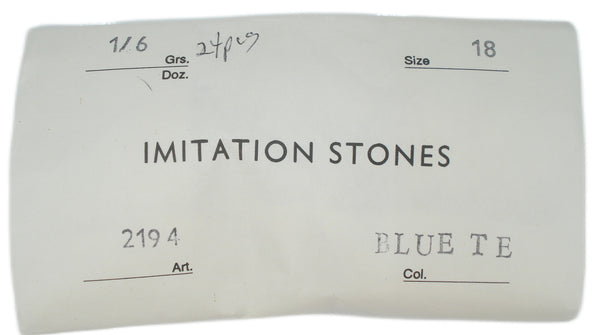 1/6 Grs. 24pcs Size 18
Doz.
IMITATION STONES
2194 BLUE TE
Art. Col.